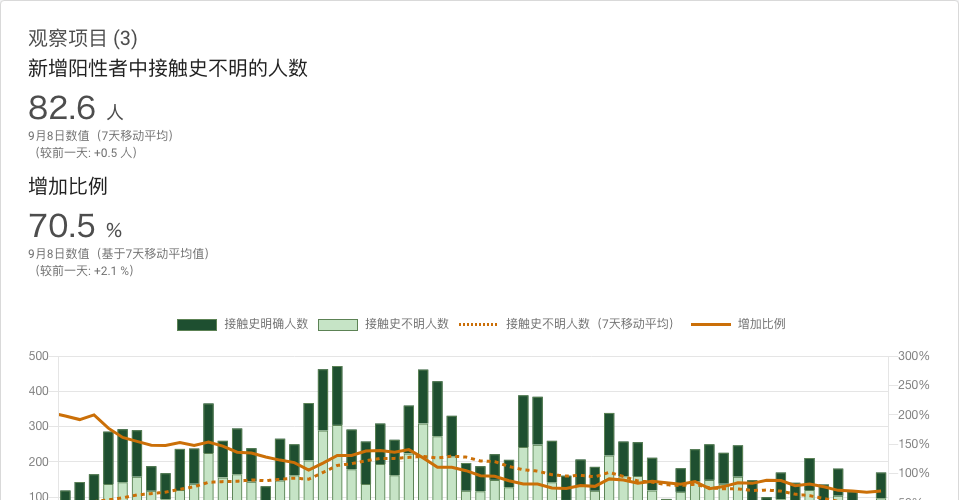 观察项目 (3)
新增阳性者中接触史不明的人数
82.6 人
9月8日数值（7天移动平均）
（较前一天: +0.5 人）
增加比例
70.5 %
9月8日数值（基于7天移动平均值）
（较前一天: +2.1 %）
接触史明确人数 接触史不明人数 接触史不明人数（7天移动平均） 增加比例
500 300%
250%
400
200%
300
150%
200
100%
100